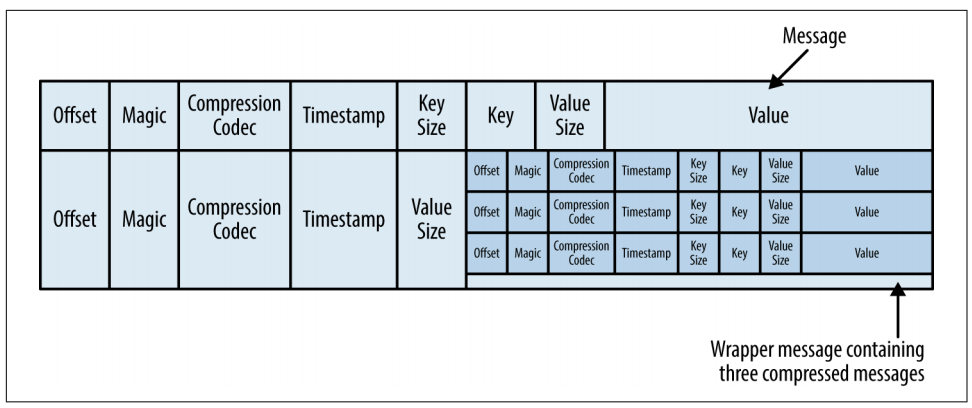 Message
Offset Magic Compression Codec Timestamp Key Size Key Value Size Value
Offset Magic Compression Codec Timestamp Value Size
Offset Magic Compression Codec Timestamp Key Size Key Value Size Value
Offset Magic Compression Codec Timestamp Key Size Key Value Size Value
Offset Magic Compression Codec Timestamp Key Size Key Value Size Value
Wrapper message containing
three compressed messages